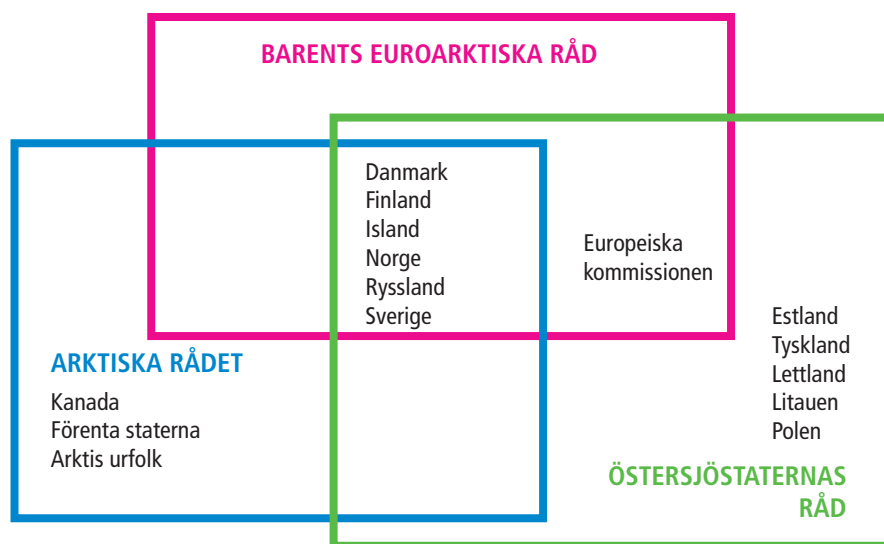 BARENTS EUROARKTISKA RÅD
Danmark
Finland
Island
Norge
Ryssland
Sverige
Europeiska
kommissionen
Estland
Tyskland
Lettland
Litauen
Polen
ARKTISKA RÅDET
Kanada
Förenta staterna
Arktis urfolk
ÖSTERSJÖSTATERNAS
RÅD